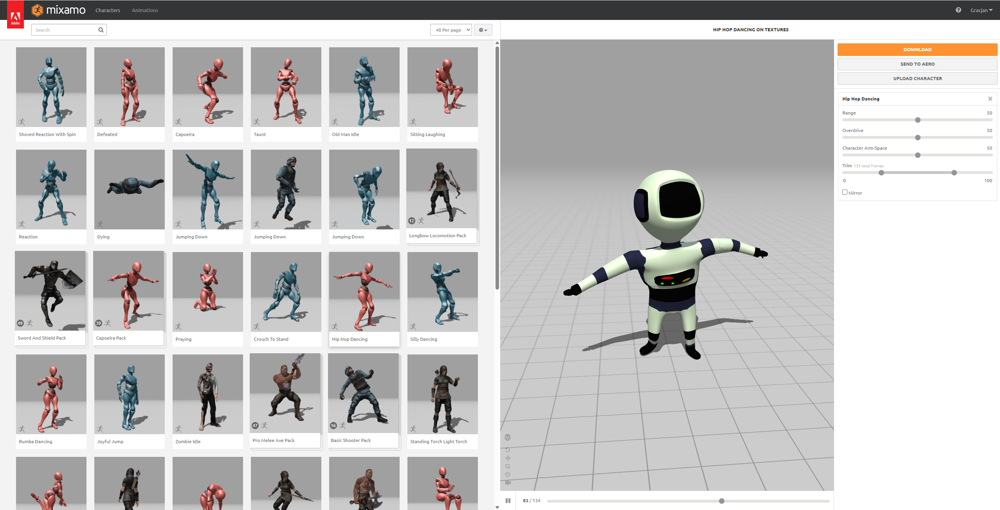 Adobe
mixamo
Characters
Animations
Gracjan
Search
48 Per page
HIP HOP DANCING ON TEXTURES
Shoved Reaction With Spin
Defeated
Capoeira
Taunt
Old Man Idle
Sitting Laughing
12
Reaction
Dying
Jumping Down
Jumping Down
Jumping Down
Longbow Locomotion Pack
49
39
Sword And Shield Pack
Capoeira Pack
Praying
Crouch To Stand
Hip Hop Dancing
Silly Dancing
47
16
Rumba Dancing
Joyful Jump
Zombie Idle
Pro Melee Axe Pack
Basic Shooter Pack
Standing Torch Light Torch
83 / 134
DOWNLOAD
SEND TO AERO
UPLOAD CHARACTER
Hip Hop Dancing
Range 50
Overdrive 50
Character Arm-Space 50
Trim 135 total frames
0 100
Mirror